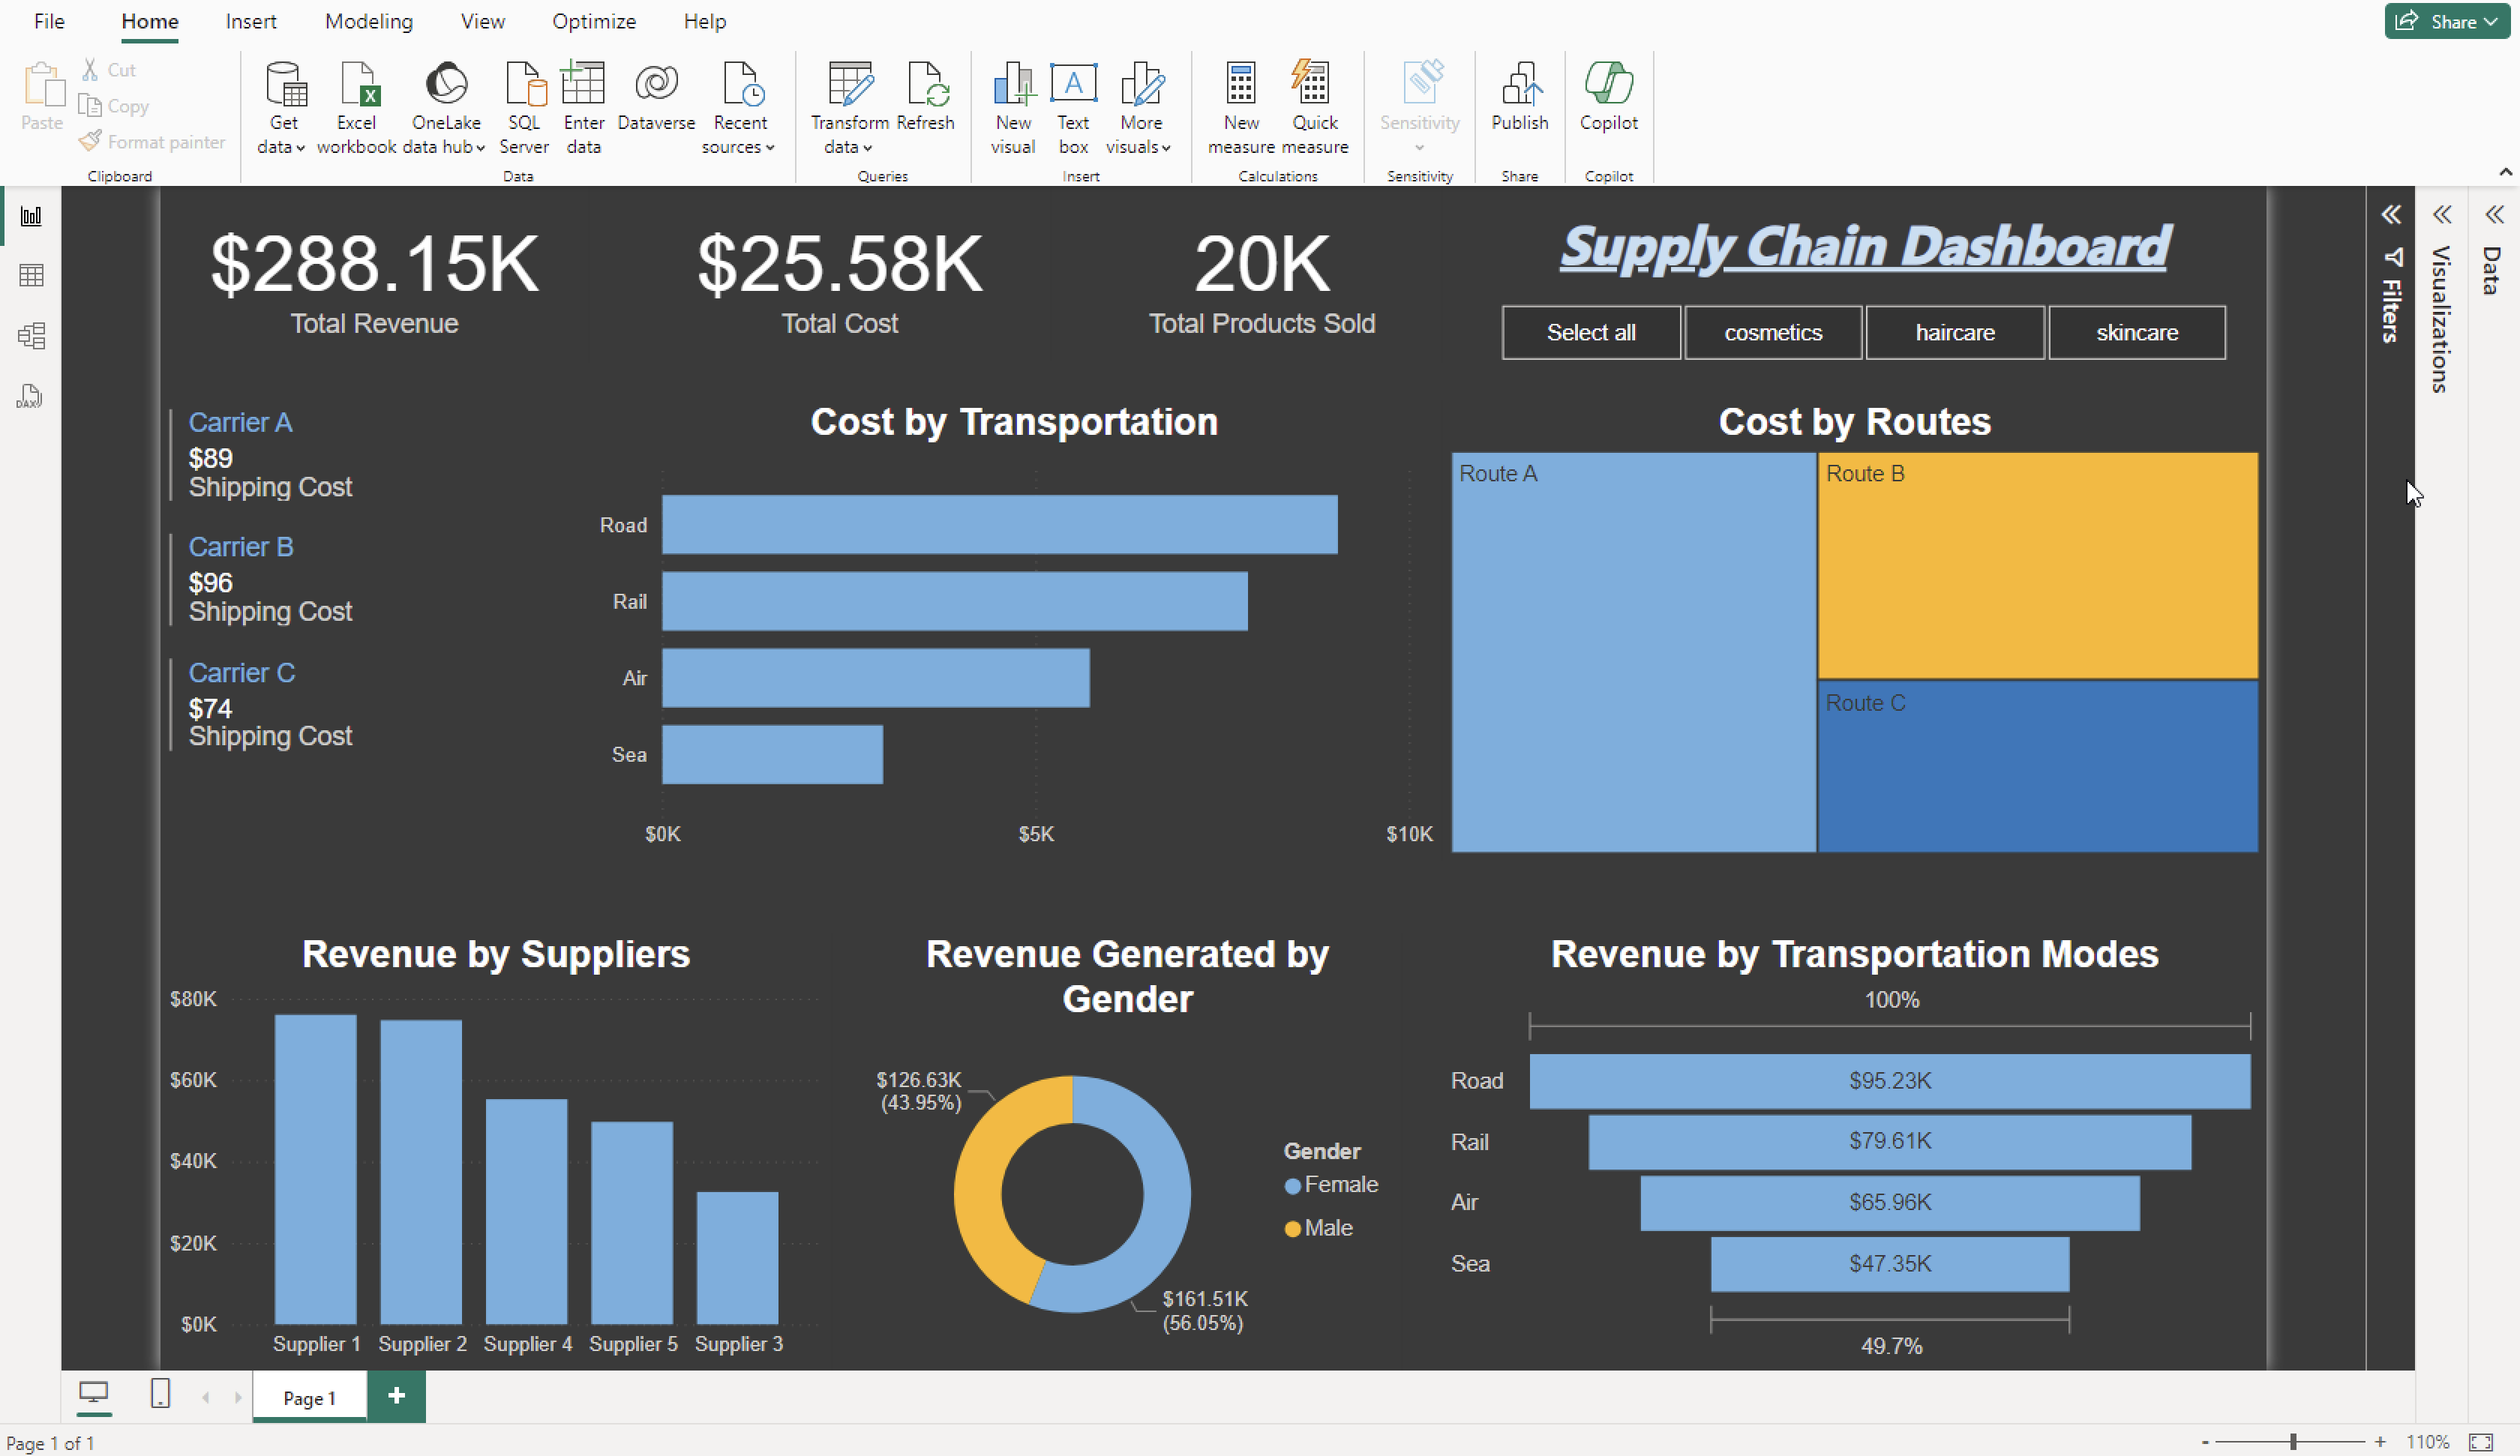 File Home Insert Modeling View Optimize Help Share
Paste
Cut
Copy
Format painter
Clipboard
Get data
Excel workbook
OneLake data hub
SQL Server
Enter data
Dataverse
Recent sources
Data
Transform data
Refresh
Queries
New visual
Text box
More visuals
Insert
New measure
Quick measure
Calculations
Sensitivity
Sensitivity
Publish
Share
Copilot
Copilot
DAX
$288.15K
Total Revenue
$25.58K
Total Cost
20K
Total Products Sold
Supply Chain Dashboard
Select all cosmetics haircare skincare
Filters
Visualizations
Data
Carrier A
$89
Shipping Cost
Carrier B
$96
Shipping Cost
Carrier C
$74
Shipping Cost
Cost by Transportation
Road
Rail
Air
Sea
$0K $5K $10K
Cost by Routes
Route A
Route B
Route C
Revenue by Suppliers
$80K
$60K
$40K
$20K
$0K
Supplier 1 Supplier 2 Supplier 4 Supplier 5 Supplier 3
Revenue Generated by
Gender
$126.63K
(43.95%)
$161.51K
(56.05%)
Gender
Female
Male
Revenue by Transportation Modes
100%
Road $95.23K
Rail $79.61K
Air $65.96K
Sea $47.35K
49.7%
Page 1
+
Page 1 of 1
- + 110%